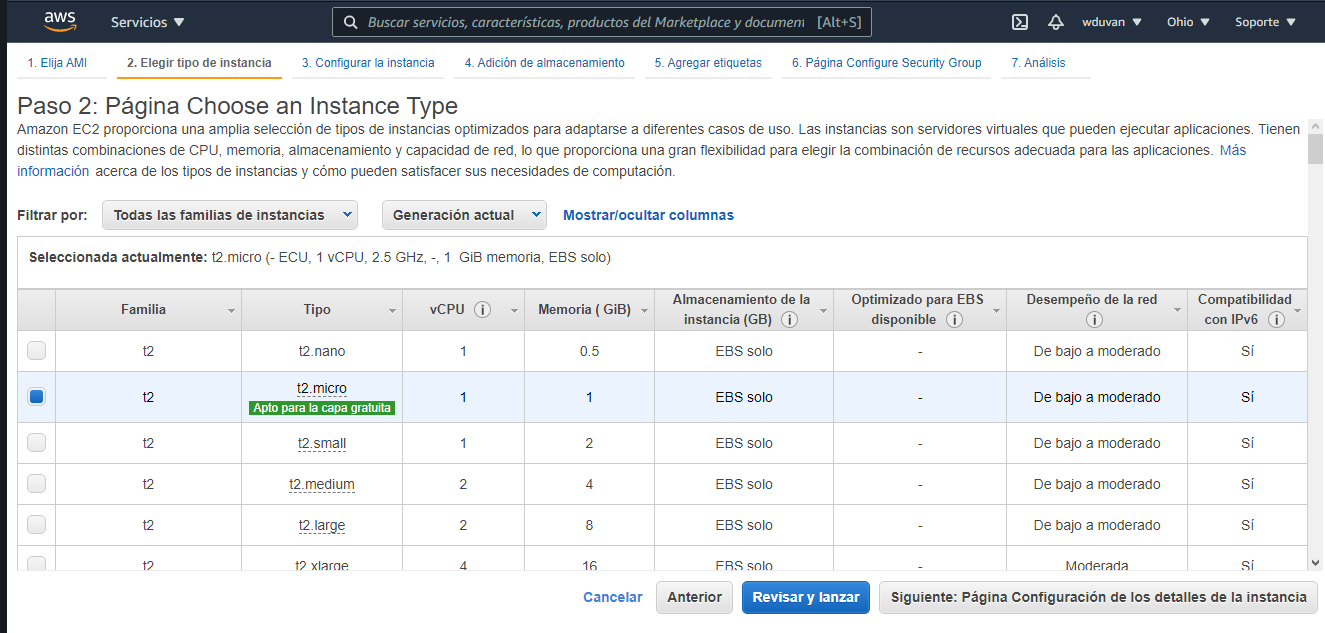 aws Servicios Buscar servicios, características, productos del Marketplace y documen [Alt+S] wduvan Ohio Soporte
1. Elija AMI 2. Elegir tipo de instancia 3. Configurar la instancia 4. Adición de almacenamiento 5. Agregar etiquetas 6. Página Configure Security Group 7. Análisis
Paso 2: Página Choose an Instance Type
Amazon EC2 proporciona una amplia selección de tipos de instancias optimizados para adaptarse a diferentes casos de uso. Las instancias son servidores virtuales que pueden ejecutar aplicaciones. Tienen
distintas combinaciones de CPU, memoria, almacenamiento y capacidad de red, lo que proporciona una gran flexibilidad para elegir la combinación de recursos adecuada para las aplicaciones. Más
información acerca de los tipos de instancias y cómo pueden satisfacer sus necesidades de computación.
Filtrar por: Todas las familias de instancias Generación actual Mostrar/ocultar columnas
Seleccionada actualmente: t2.micro (- ECU, 1 vCPU, 2.5 GHz, -, 1 GiB memoria, EBS solo)
Familia Tipo vCPU i Memoria ( GiB) Almacenamiento de la instancia (GB) i Optimizado para EBS disponible i Desempeño de la red i Compatibilidad con IPv6 i
t2 t2.nano 1 0.5 EBS solo - De bajo a moderado Sí
t2 t2.micro 1 1 EBS solo - De bajo a moderado Sí
Apto para la capa gratuita
t2 t2.small 1 2 EBS solo - De bajo a moderado Sí
t2 t2.medium 2 4 EBS solo - De bajo a moderado Sí
t2 t2.large 2 8 EBS solo - De bajo a moderado Sí
t2 t2.xlarge 4 16 EBS solo - Moderada Sí
Cancelar Anterior Revisar y lanzar Siguiente: Página Configuración de los detalles de la instancia